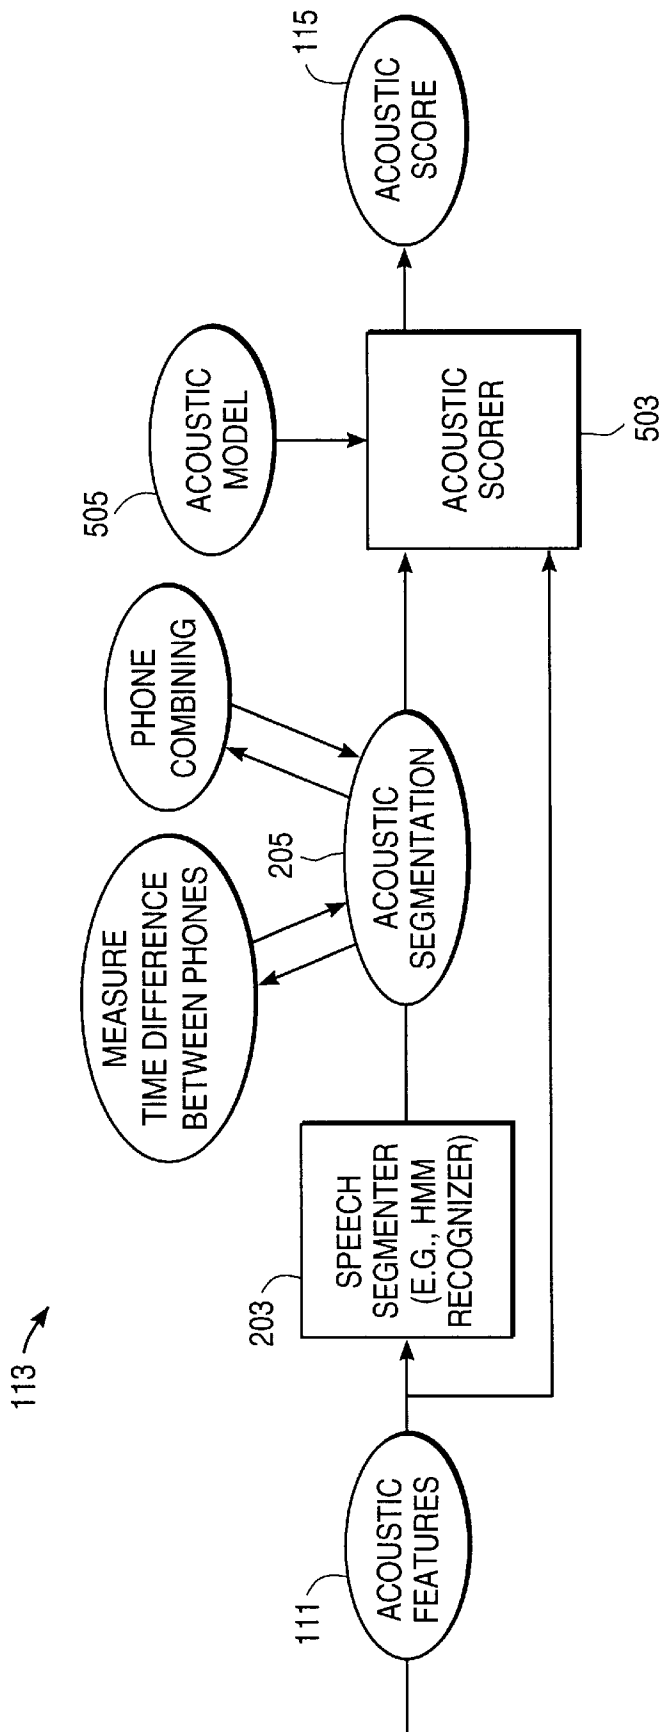 113
111
ACOUSTIC
FEATURES
203
SPEECH
SEGMENTER
(E.G., HMM
RECOGNIZER)
MEASURE
TIME DIFFERENCE
BETWEEN PHONES
205
ACOUSTIC
SEGMENTATION
PHONE
COMBINING
505
ACOUSTIC
MODEL
ACOUSTIC
SCORER
503
115
ACOUSTIC
SCORE